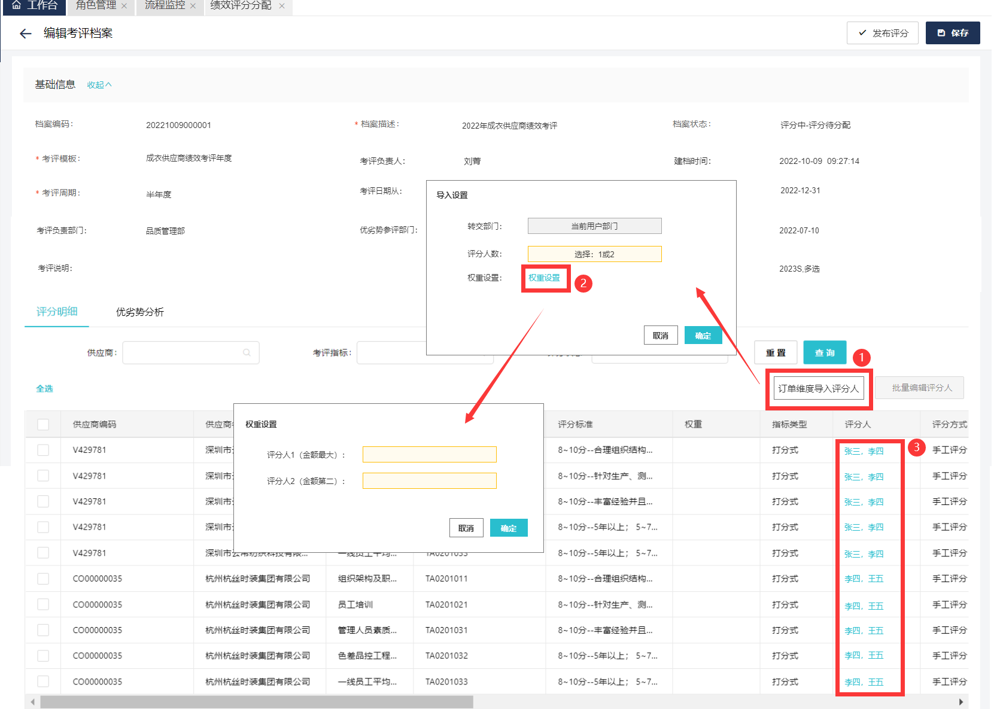 工作台 角色管理 × 流程监控 × 绩效评分分配 ×
编辑考评档案 发布评分 保存
基础信息 收起
档案编码： 20221009000001 * 档案描述： 2022年成衣供应商绩效考评 档案状态： 评分中-评分待分配
* 考评模板： 成衣供应商绩效考评年度 考评负责人： 刘菁 建档时间： 2022-10-09 09:27:14
* 考评周期： 半年度 考评日期从： 2022-12-31
考评负责部门： 品质管理部 优劣势参评部门： 2022-07-10
考评说明： 2023S,多选
导入设置
转交部门： 当前用户部门
评分人数： 选择：1或2
权重设置： 权重设置 2
取消 确定
评分明细 优劣势分析
供应商： 考评指标： 重置 查询 1
全选 订单维度导入评分人 批量编辑评分人
权重设置
评分人1（金额最大）：
评分人2（金额第二）：
取消 确定
供应商编码 供应商 评分标准 权重 指标类型 评分人 评分方式
V429781 深圳市 8~10分--合理组织结构... 打分式 张三，李四 3 手工评分
V429781 深圳市 8~10分--针对生产、测... 打分式 张三，李四 手工评分
V429781 深圳市 8~10分--丰富经验并且... 打分式 张三，李四 手工评分
V429781 深圳市 8~10分--5年以上； 5~7... 打分式 张三，李四 手工评分
V429781 深圳市 8~10分--5年以上； 5~7... 打分式 张三，李四 手工评分
CO00000035 杭州杭丝时装集团有限公司 组织架构及职... TA0201011 8~10分--合理组织结构... 打分式 李四，王五 手工评分
CO00000035 杭州杭丝时装集团有限公司 员工培训 TA0201021 8~10分--针对生产、测... 打分式 李四，王五 手工评分
CO00000035 杭州杭丝时装集团有限公司 管理人员素质... TA0201031 8~10分--丰富经验并且... 打分式 李四，王五 手工评分
CO00000035 杭州杭丝时装集团有限公司 色差品控工程... TA0201032 8~10分--5年以上； 5~7... 打分式 李四，王五 手工评分
CO00000035 杭州杭丝时装集团有限公司 一线员工平均... TA0201033 8~10分--5年以上； 5~7... 打分式 李四，王五 手工评分